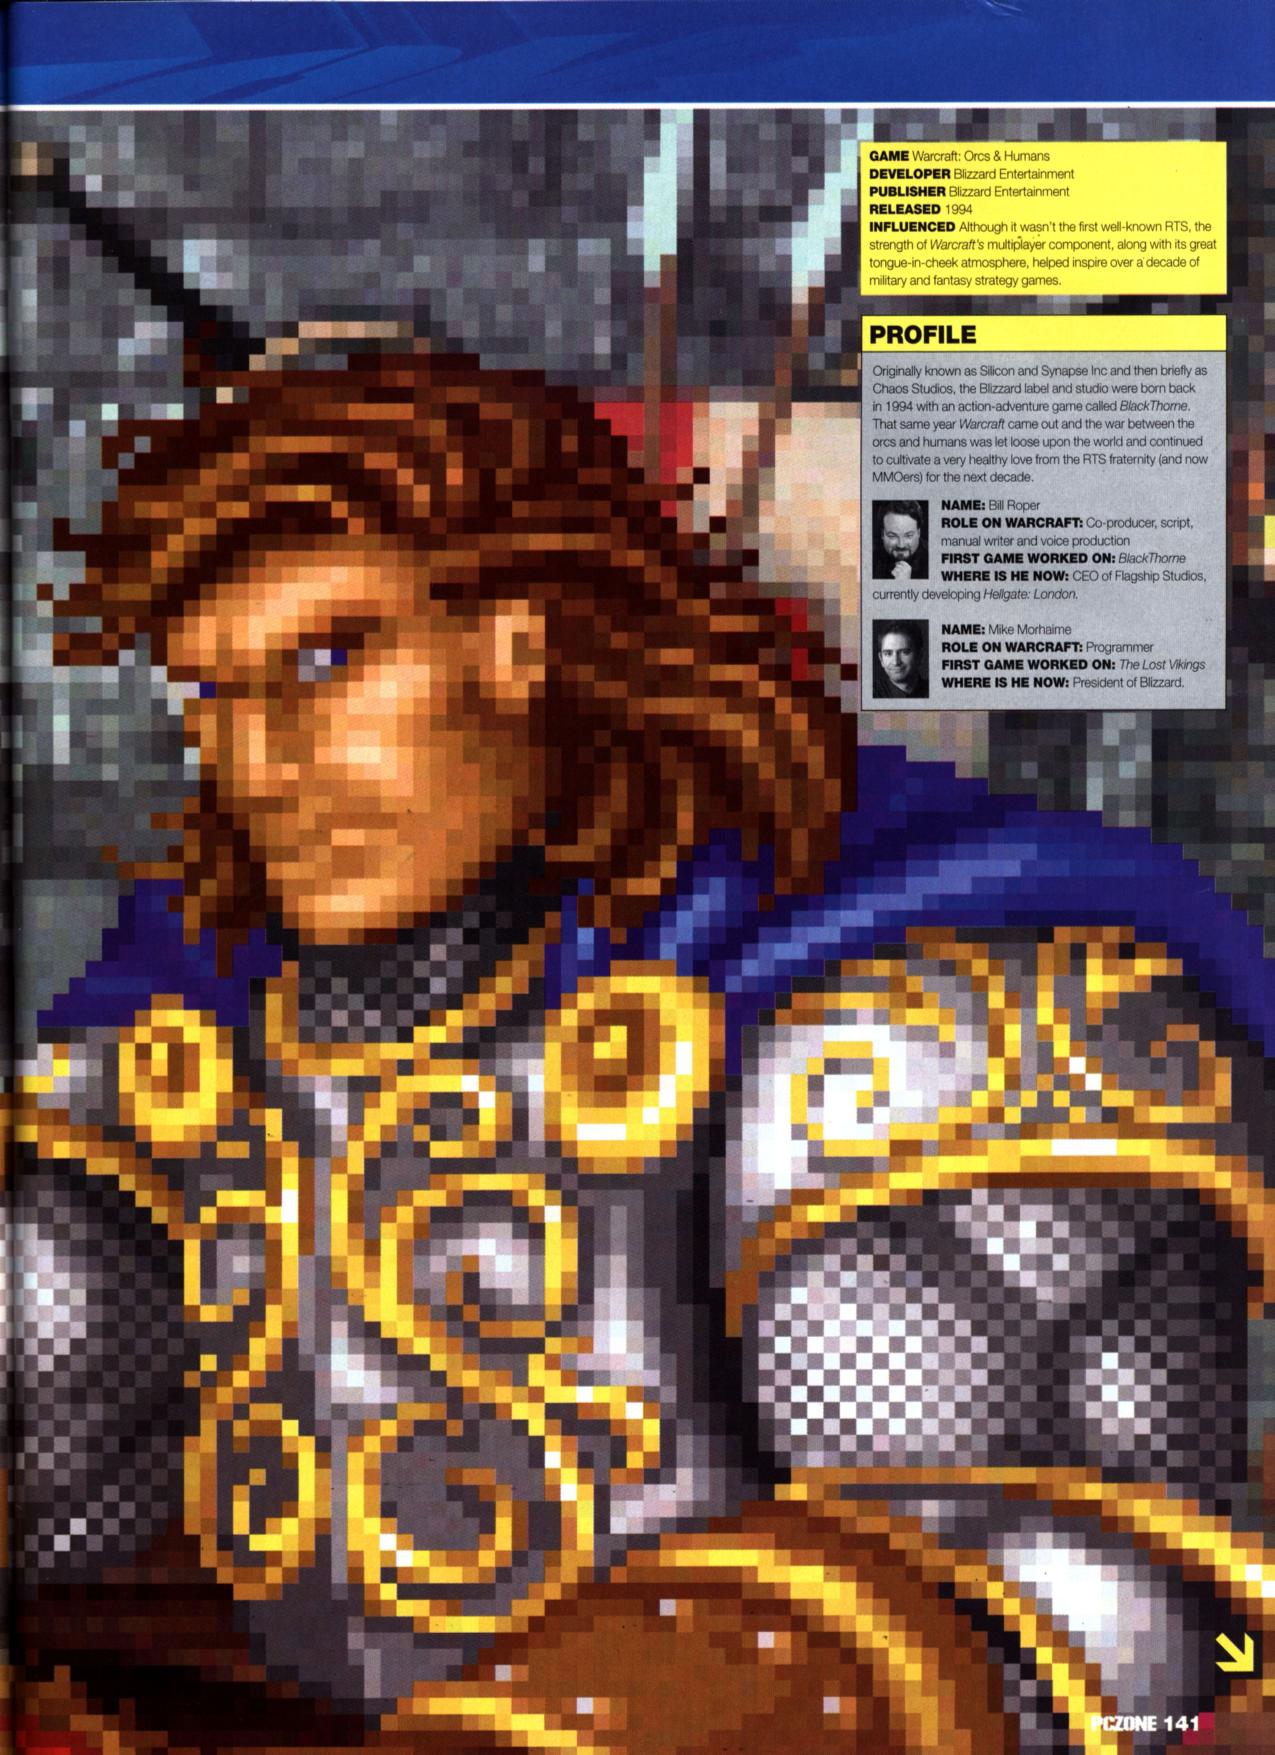 GAME Warcraft: Orcs & Humans
DEVELOPER Blizzard Entertainment
PUBLISHER Blizzard Entertainment
RELEASED 1994
INFLUENCED Although it wasn't the first well-known RTS, the
strength of Warcraft's multiplayer component, along with its great
tongue-in-cheek atmosphere, helped inspire over a decade of
military and fantasy strategy games.
PROFILE
Originally known as Silicon and Synapse Inc and then briefly as
Chaos Studios, the Blizzard label and studio were born back
in 1994 with an action-adventure game called BlackThorne.
That same year Warcraft came out and the war between the
orcs and humans was let loose upon the world and continued
to cultivate a very healthy love from the RTS fraternity (and now
MMOers) for the next decade.
NAME: Bill Roper
ROLE ON WARCRAFT: Co-producer, script,
manual writer and voice production
FIRST GAME WORKED ON: BlackThorne
WHERE IS HE NOW: CEO of Flagship Studios,
currently developing Hellgate: London.
NAME: Mike Morhaime
ROLE ON WARCRAFT: Programmer
FIRST GAME WORKED ON: The Lost Vikings
WHERE IS HE NOW: President of Blizzard.
PCZONE 141